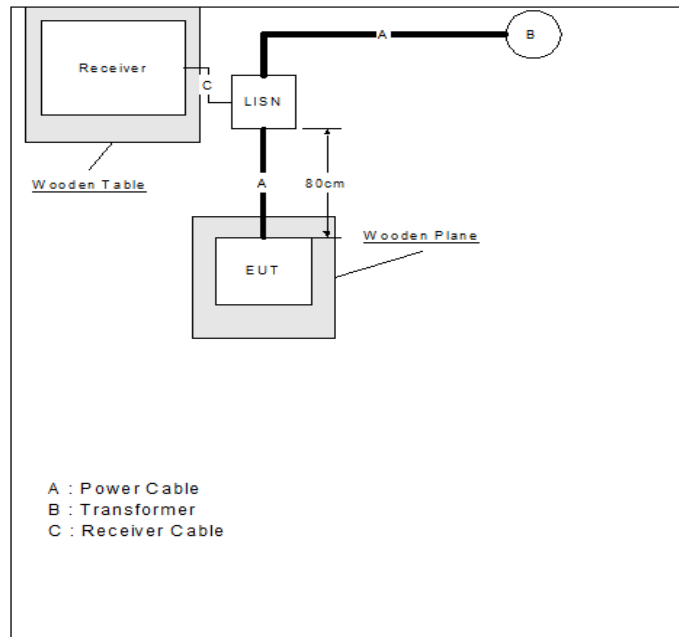 A
B
Receiver
C
LISN
Wooden Table
A
80cm
Wooden Plane
EUT
A : Power Cable
B : Transformer
C : Receiver Cable